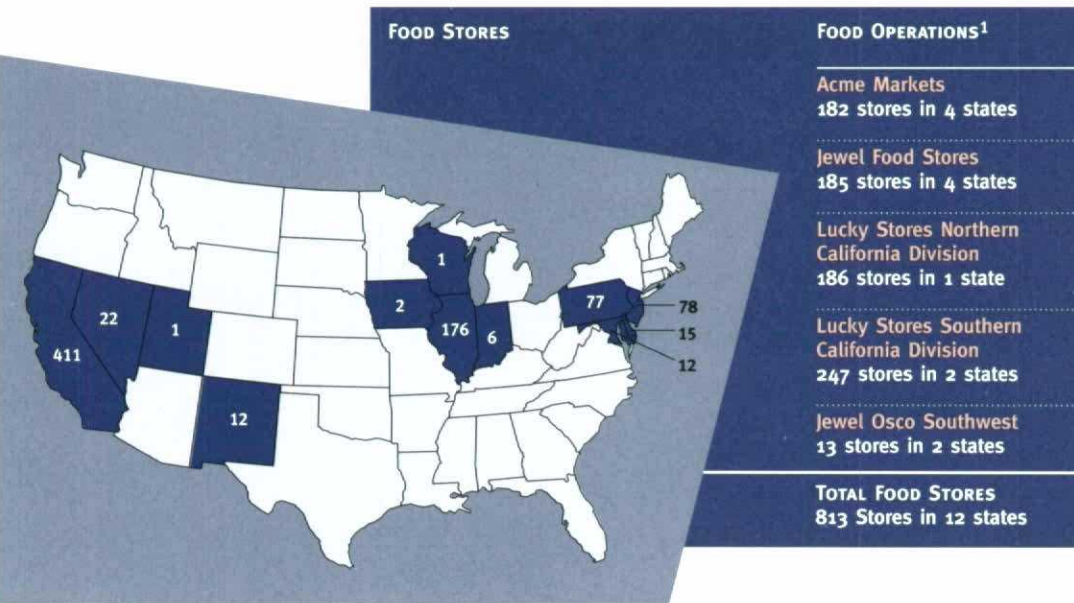 FOOD STORES
FOOD OPERATIONS¹
Acme Markets
182 stores in 4 states
Jewel Food Stores
185 stores in 4 states
Lucky Stores Northern
California Division
186 stores in 1 state
Lucky Stores Southern
California Division
247 stores in 2 states
Jewel Osco Southwest
13 stores in 2 states
TOTAL FOOD STORES
813 Stores in 12 states
1
2
77
78
22
1
176
6
15
411
12
12